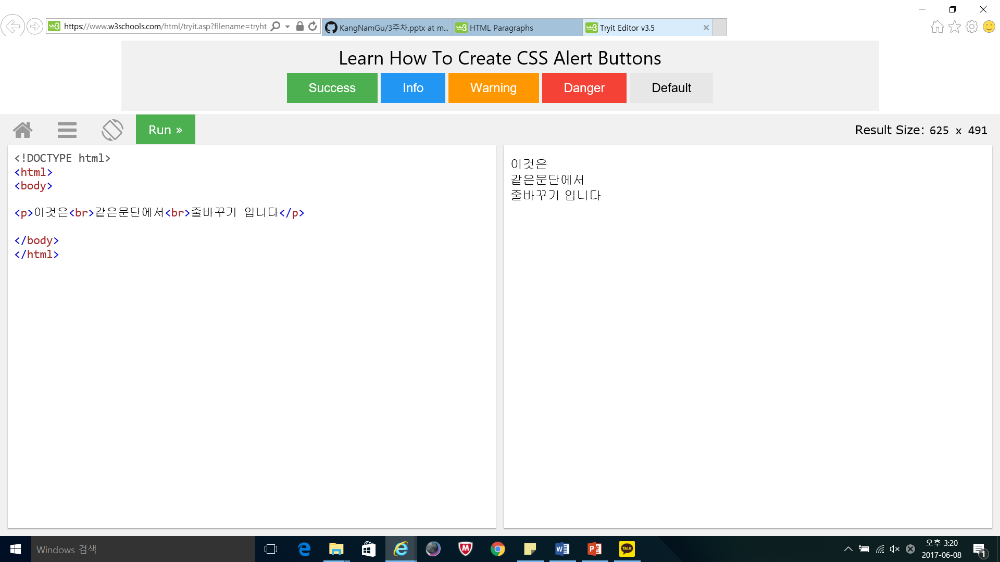 https://www.w3schools.com/html/tryit.asp?filename=tryht
KangNamGu/3주차.pptx at m...
HTML Paragraphs
Tryit Editor v3.5
Learn How To Create CSS Alert Buttons
Success Info Warning Danger Default
Run »
Result Size: 625 x 491
<!DOCTYPE html>
<html>
<body>
<p>이것은<br>같은문단에서<br>줄바꾸기 입니다</p>
</body>
</html>
이것은
같은문단에서
줄바꾸기 입니다
Windows 검색
TALK
오후 3:20
2017-06-08
1